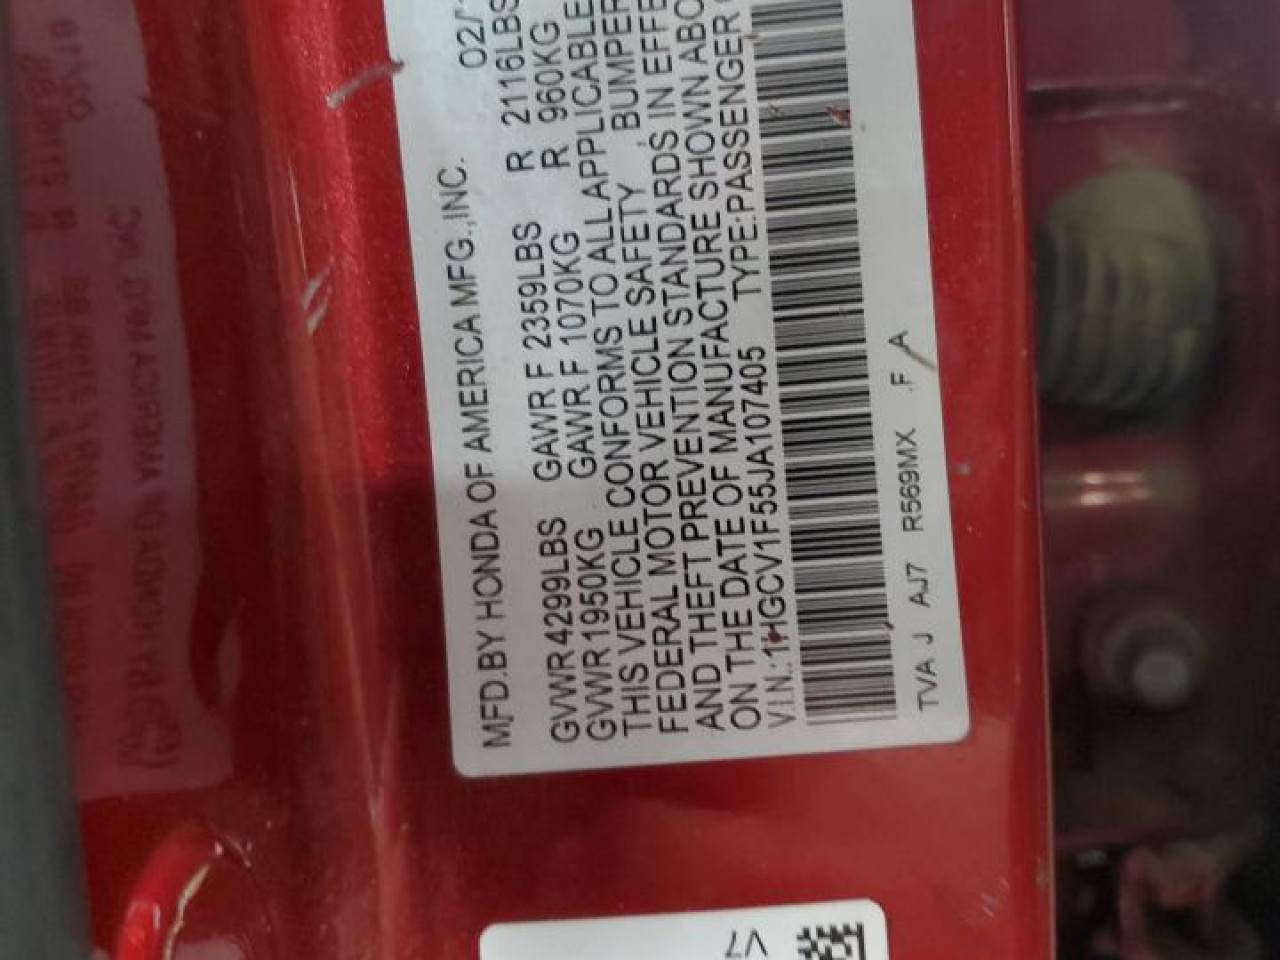 MFD.BY HONDA OF AMERICA MFG.,INC. 02/
GVWR 4299LBS GAWR F 2359LBS R 2116LBS
GVWR 1950KG GAWR F 1070KG R 960KG
THIS VEHICLE CONFORMS TO ALL APPLICABLE
FEDERAL MOTOR VEHICLE SAFETY, BUMPER
AND THEFT PREVENTION STANDARDS IN EFFE
ON THE DATE OF MANUFACTURE SHOWN ABO
V.I.N.:1HGCV1F55JA107405 TYPE:PASSENGER
TVA J AJ7 R569MX .F A
V7